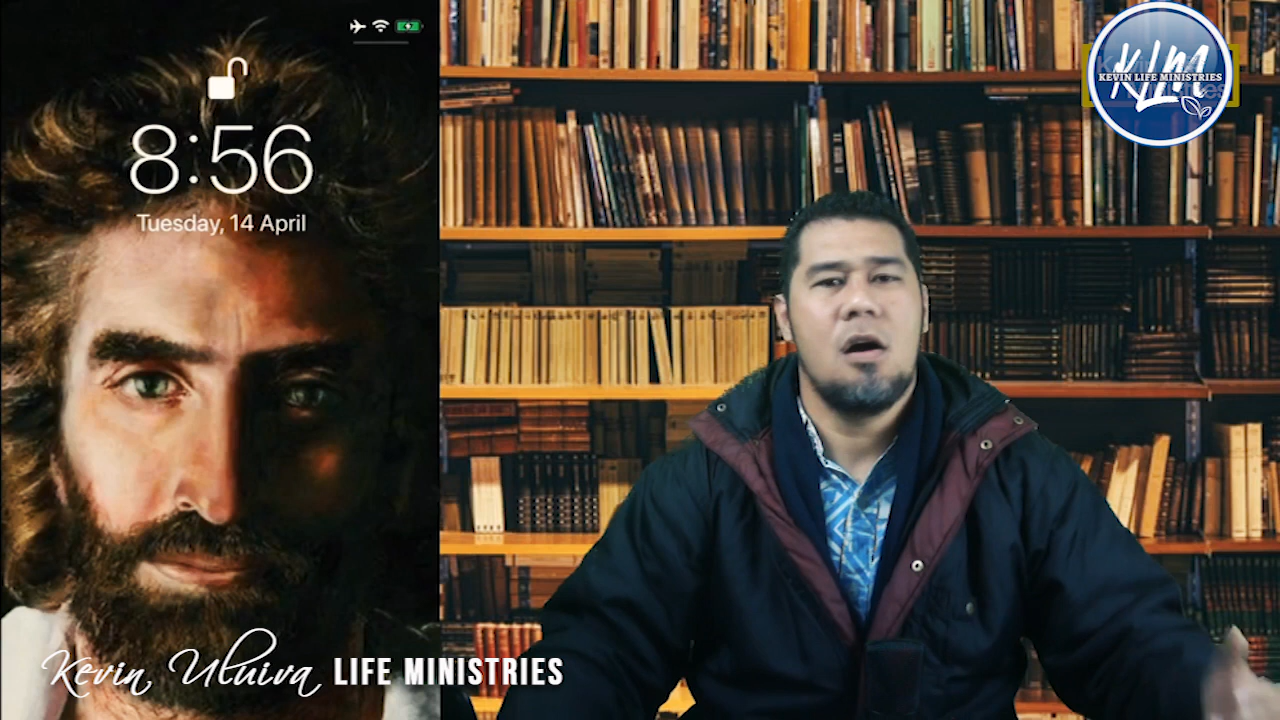 8:56
Tuesday, 14 April
KLM
KEVIN LIFE MINISTRIES
Kevin Uluiva LIFE MINISTRIES